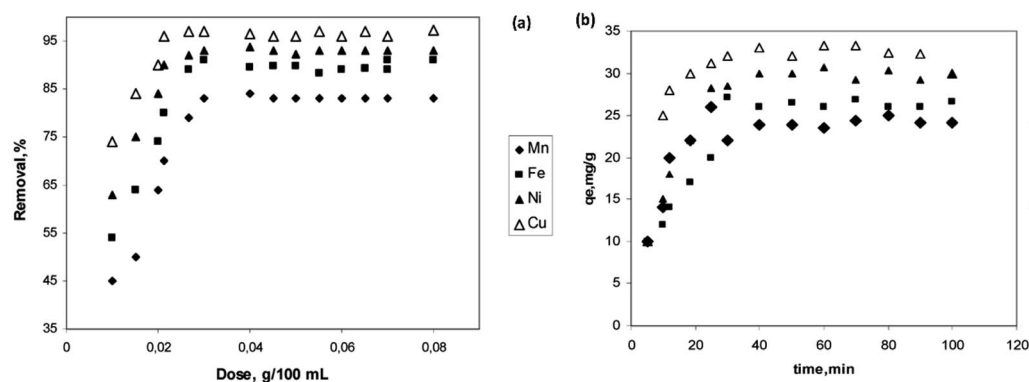 (a)
95
85
75
65
55
45
35
Removal,%
0
0,02
0,04
0,06
0,08
Dose, g/100 mL
Mn
Fe
Ni
Cu
(b)
35
30
25
20
15
10
5
0
qe,mg/g
0
20
40
60
80
100
120
time,min